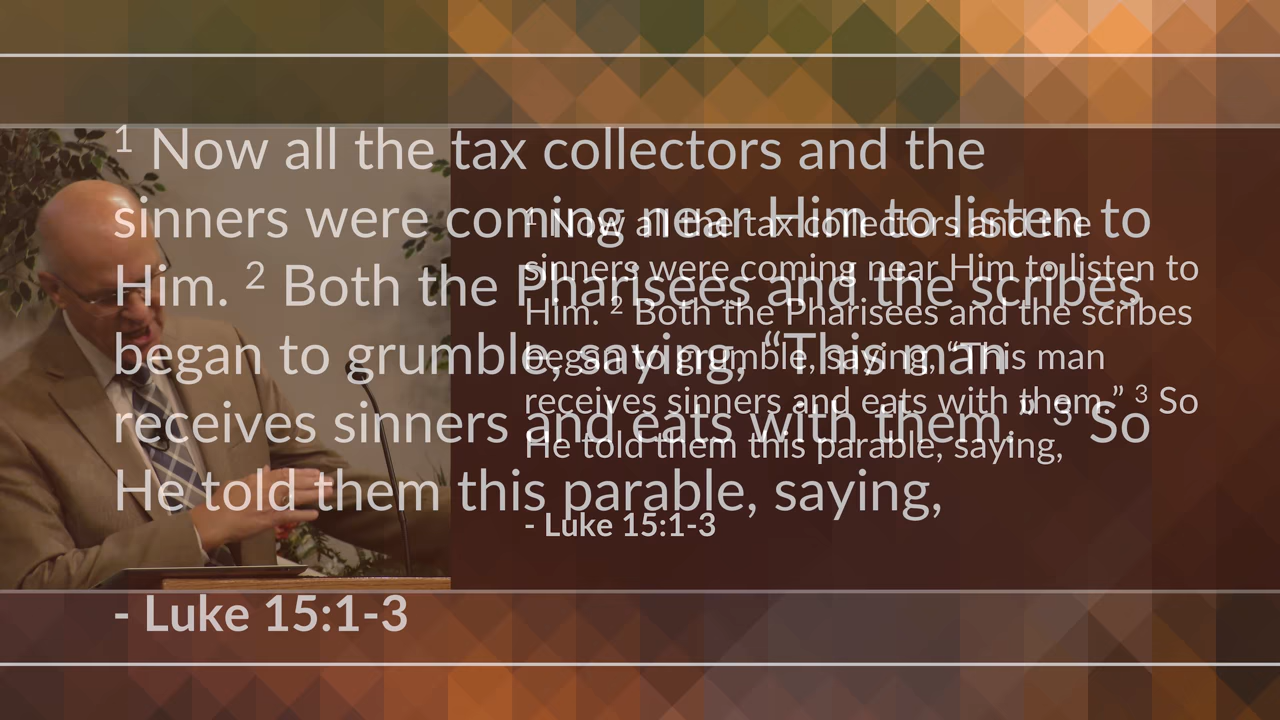 1 Now all the tax collectors and the
sinners were coming near Him to listen to
Him. 2 Both the Pharisees and the scribes
began to grumble, saying, “This man
receives sinners and eats with them.” 3 So
He told them this parable, saying,
- Luke 15:1-3
1 Now all the tax collectors and the
sinners were coming near Him to listen to
Him. 2 Both the Pharisees and the scribes
began to grumble, saying, “This man
receives sinners and eats with them.” 3 So
He told them this parable, saying,
- Luke 15:1-3